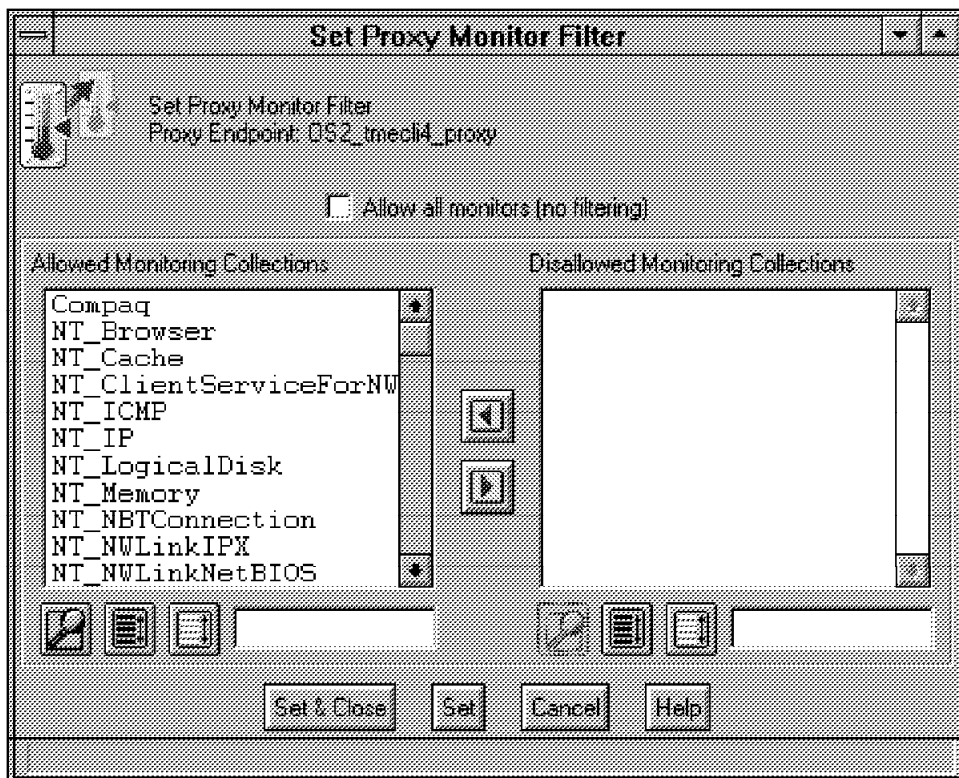 Set Proxy Monitor Filter
Set Proxy Monitor Filter
Proxy Endpoint: OS2_tmecli4_proxy
Allow all monitors (no filtering)
Allowed Monitoring Collections
Disallowed Monitoring Collections
Compaq
NT_Browser
NT_Cache
NT_ClientServiceForNW
NT_ICMP
NT_IP
NT_LogicalDisk
NT_Memory
NT_NBTConnection
NT_NWLinkIPX
NT_NWLinkNetBIOS
Set & Close
Set
Cancel
Help